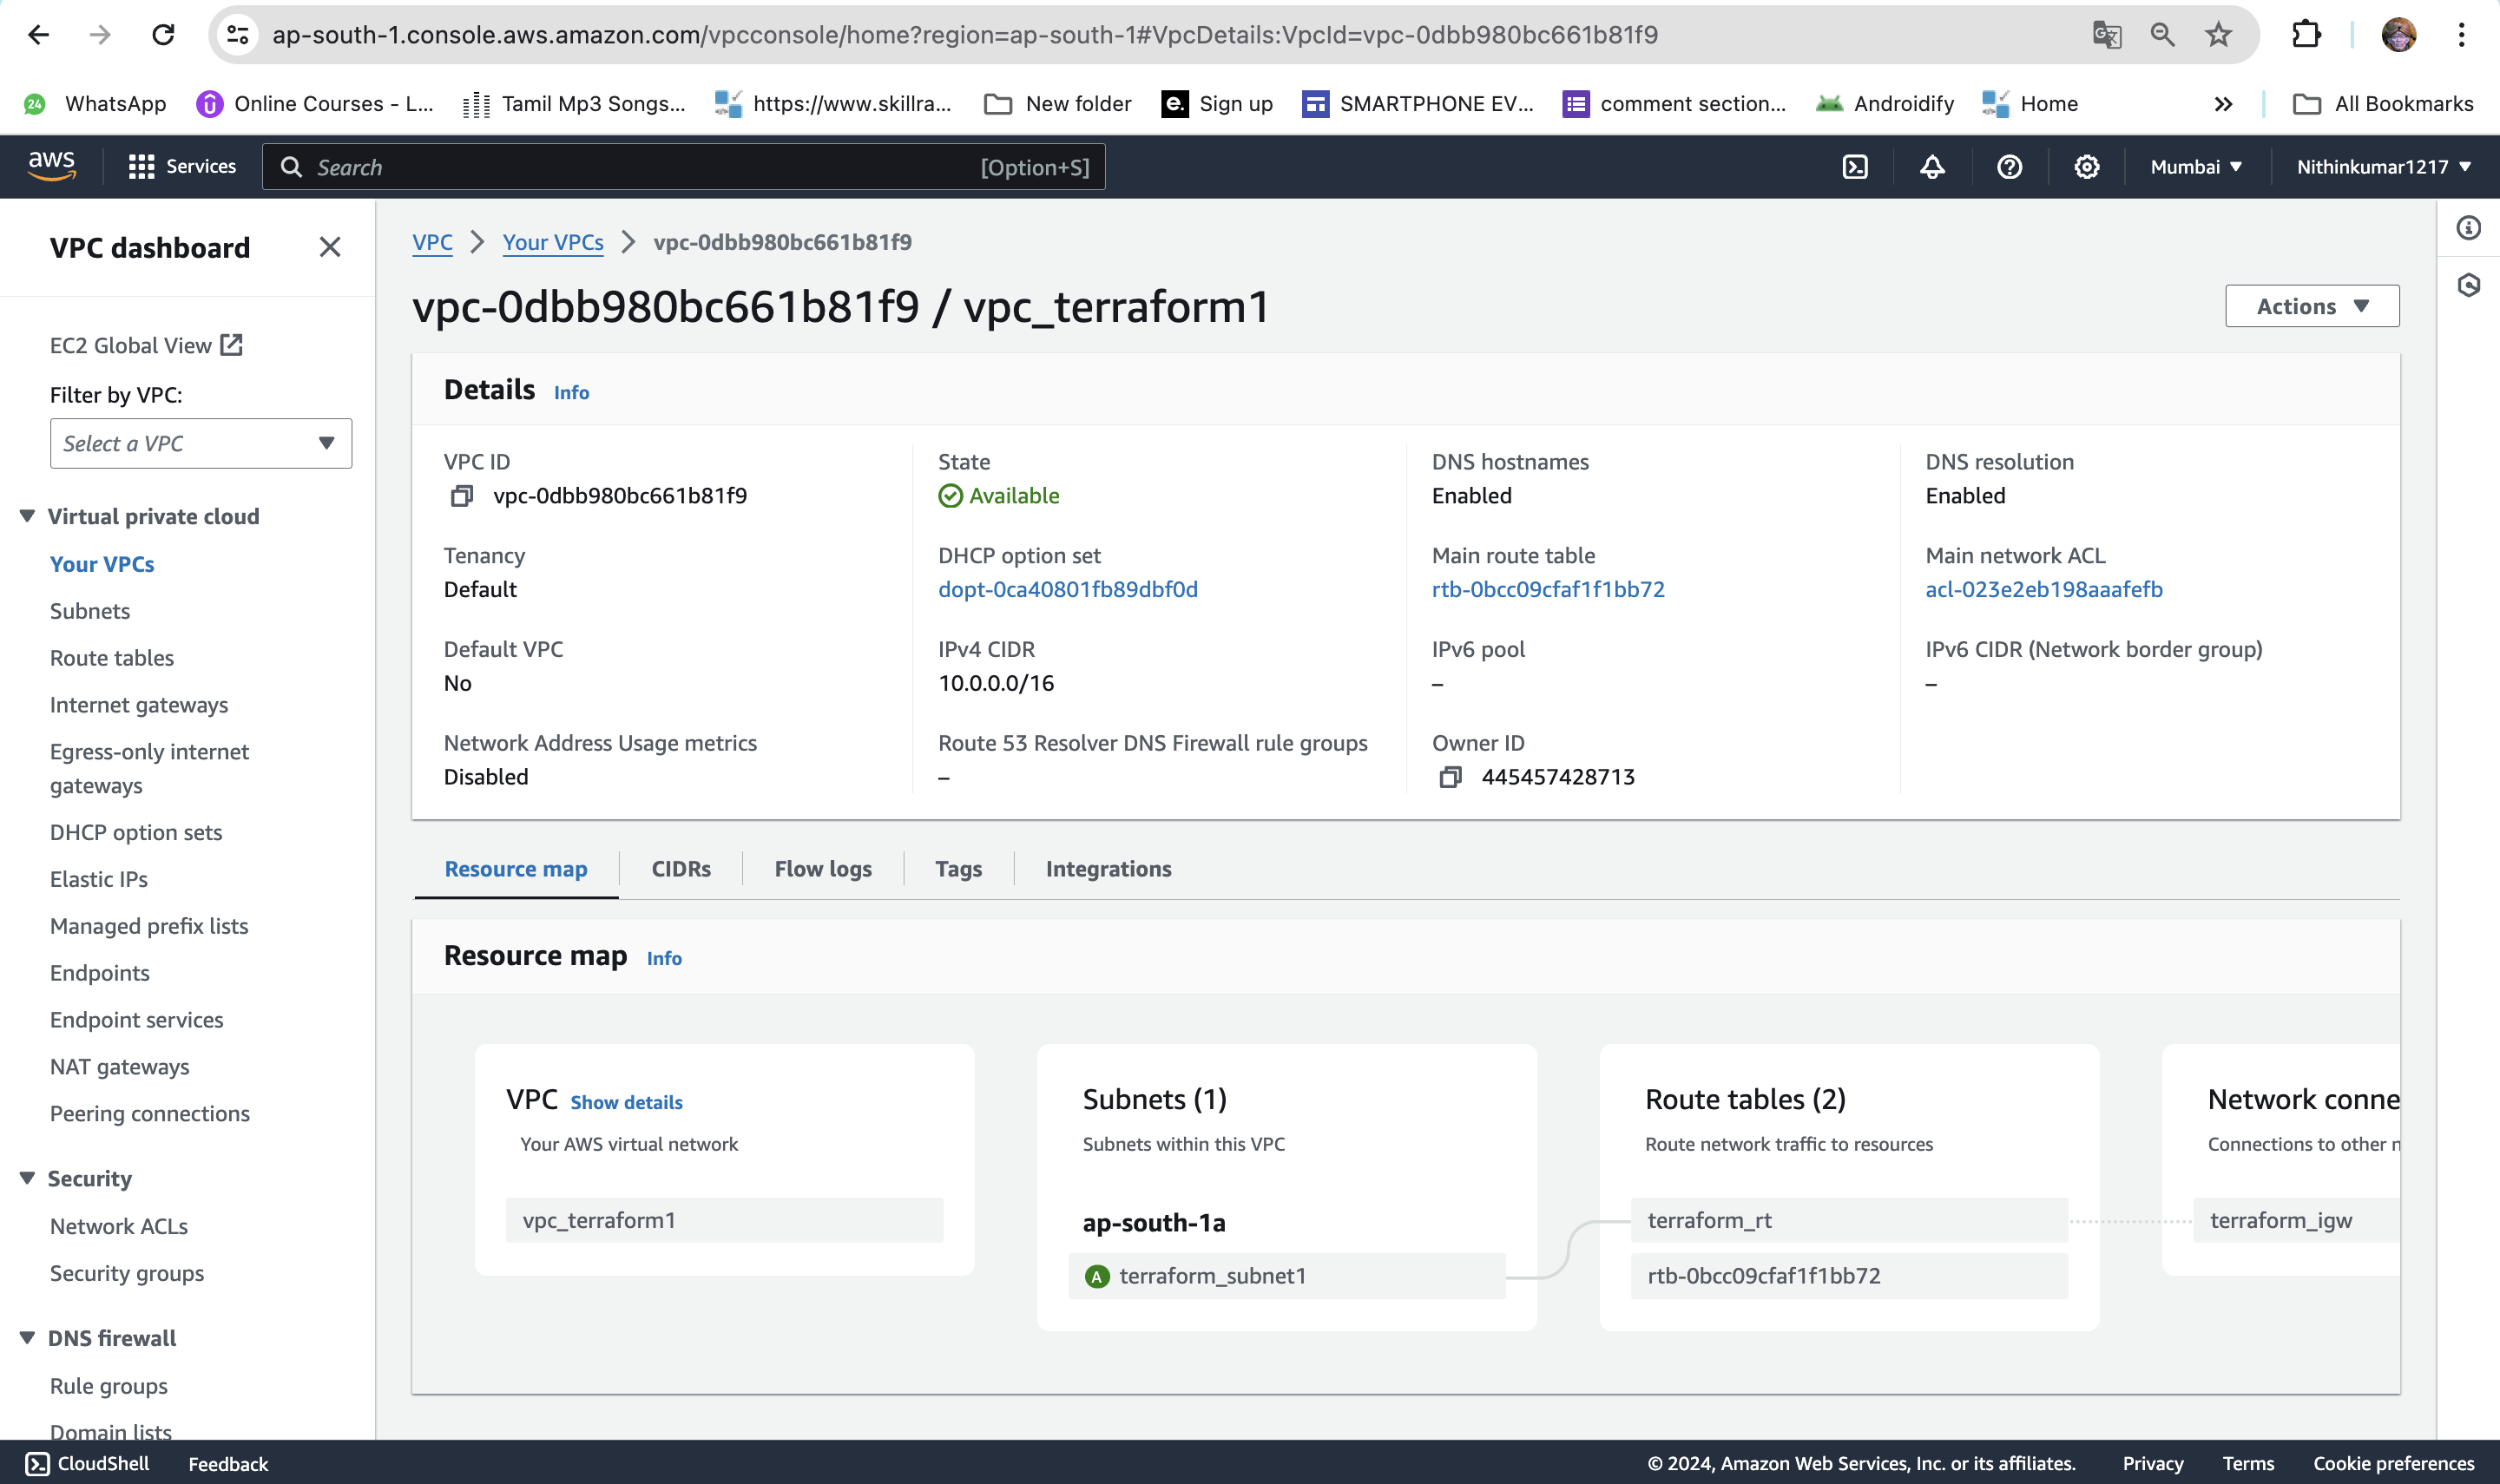 ap-south-1.console.aws.amazon.com/vpcconsole/home?region=ap-south-1#VpcDetails:VpcId=vpc-0dbb980bc661b81f9
24 WhatsApp Online Courses - L... Tamil Mp3 Songs... https://www.skillra... New folder e. Sign up SMARTPHONE EV... comment section... Androidify Home » All Bookmarks
aws Services Search [Option+S] Mumbai Nithinkumar1217
VPC dashboard
EC2 Global View
Filter by VPC:
Select a VPC
Virtual private cloud
Your VPCs
Subnets
Route tables
Internet gateways
Egress-only internet
gateways
DHCP option sets
Elastic IPs
Managed prefix lists
Endpoints
Endpoint services
NAT gateways
Peering connections
Security
Network ACLs
Security groups
DNS firewall
Rule groups
Domain lists
VPC > Your VPCs > vpc-0dbb980bc661b81f9
vpc-0dbb980bc661b81f9 / vpc_terraform1
Actions
Details Info
VPC ID
vpc-0dbb980bc661b81f9
State
Available
DNS hostnames
Enabled
DNS resolution
Enabled
Tenancy
Default
DHCP option set
dopt-0ca40801fb89dbf0d
Main route table
rtb-0bcc09cfaf1f1bb72
Main network ACL
acl-023e2eb198aaafefb
Default VPC
No
IPv4 CIDR
10.0.0.0/16
IPv6 pool
–
IPv6 CIDR (Network border group)
–
Network Address Usage metrics
Disabled
Route 53 Resolver DNS Firewall rule groups
–
Owner ID
445457428713
Resource map CIDRs Flow logs Tags Integrations
Resource map Info
VPC Show details
Your AWS virtual network
vpc_terraform1
Subnets (1)
Subnets within this VPC
ap-south-1a
A terraform_subnet1
Route tables (2)
Route network traffic to resources
terraform_rt
rtb-0bcc09cfaf1f1bb72
Network conne
Connections to other n
terraform_igw
CloudShell Feedback © 2024, Amazon Web Services, Inc. or its affiliates. Privacy Terms Cookie preferences